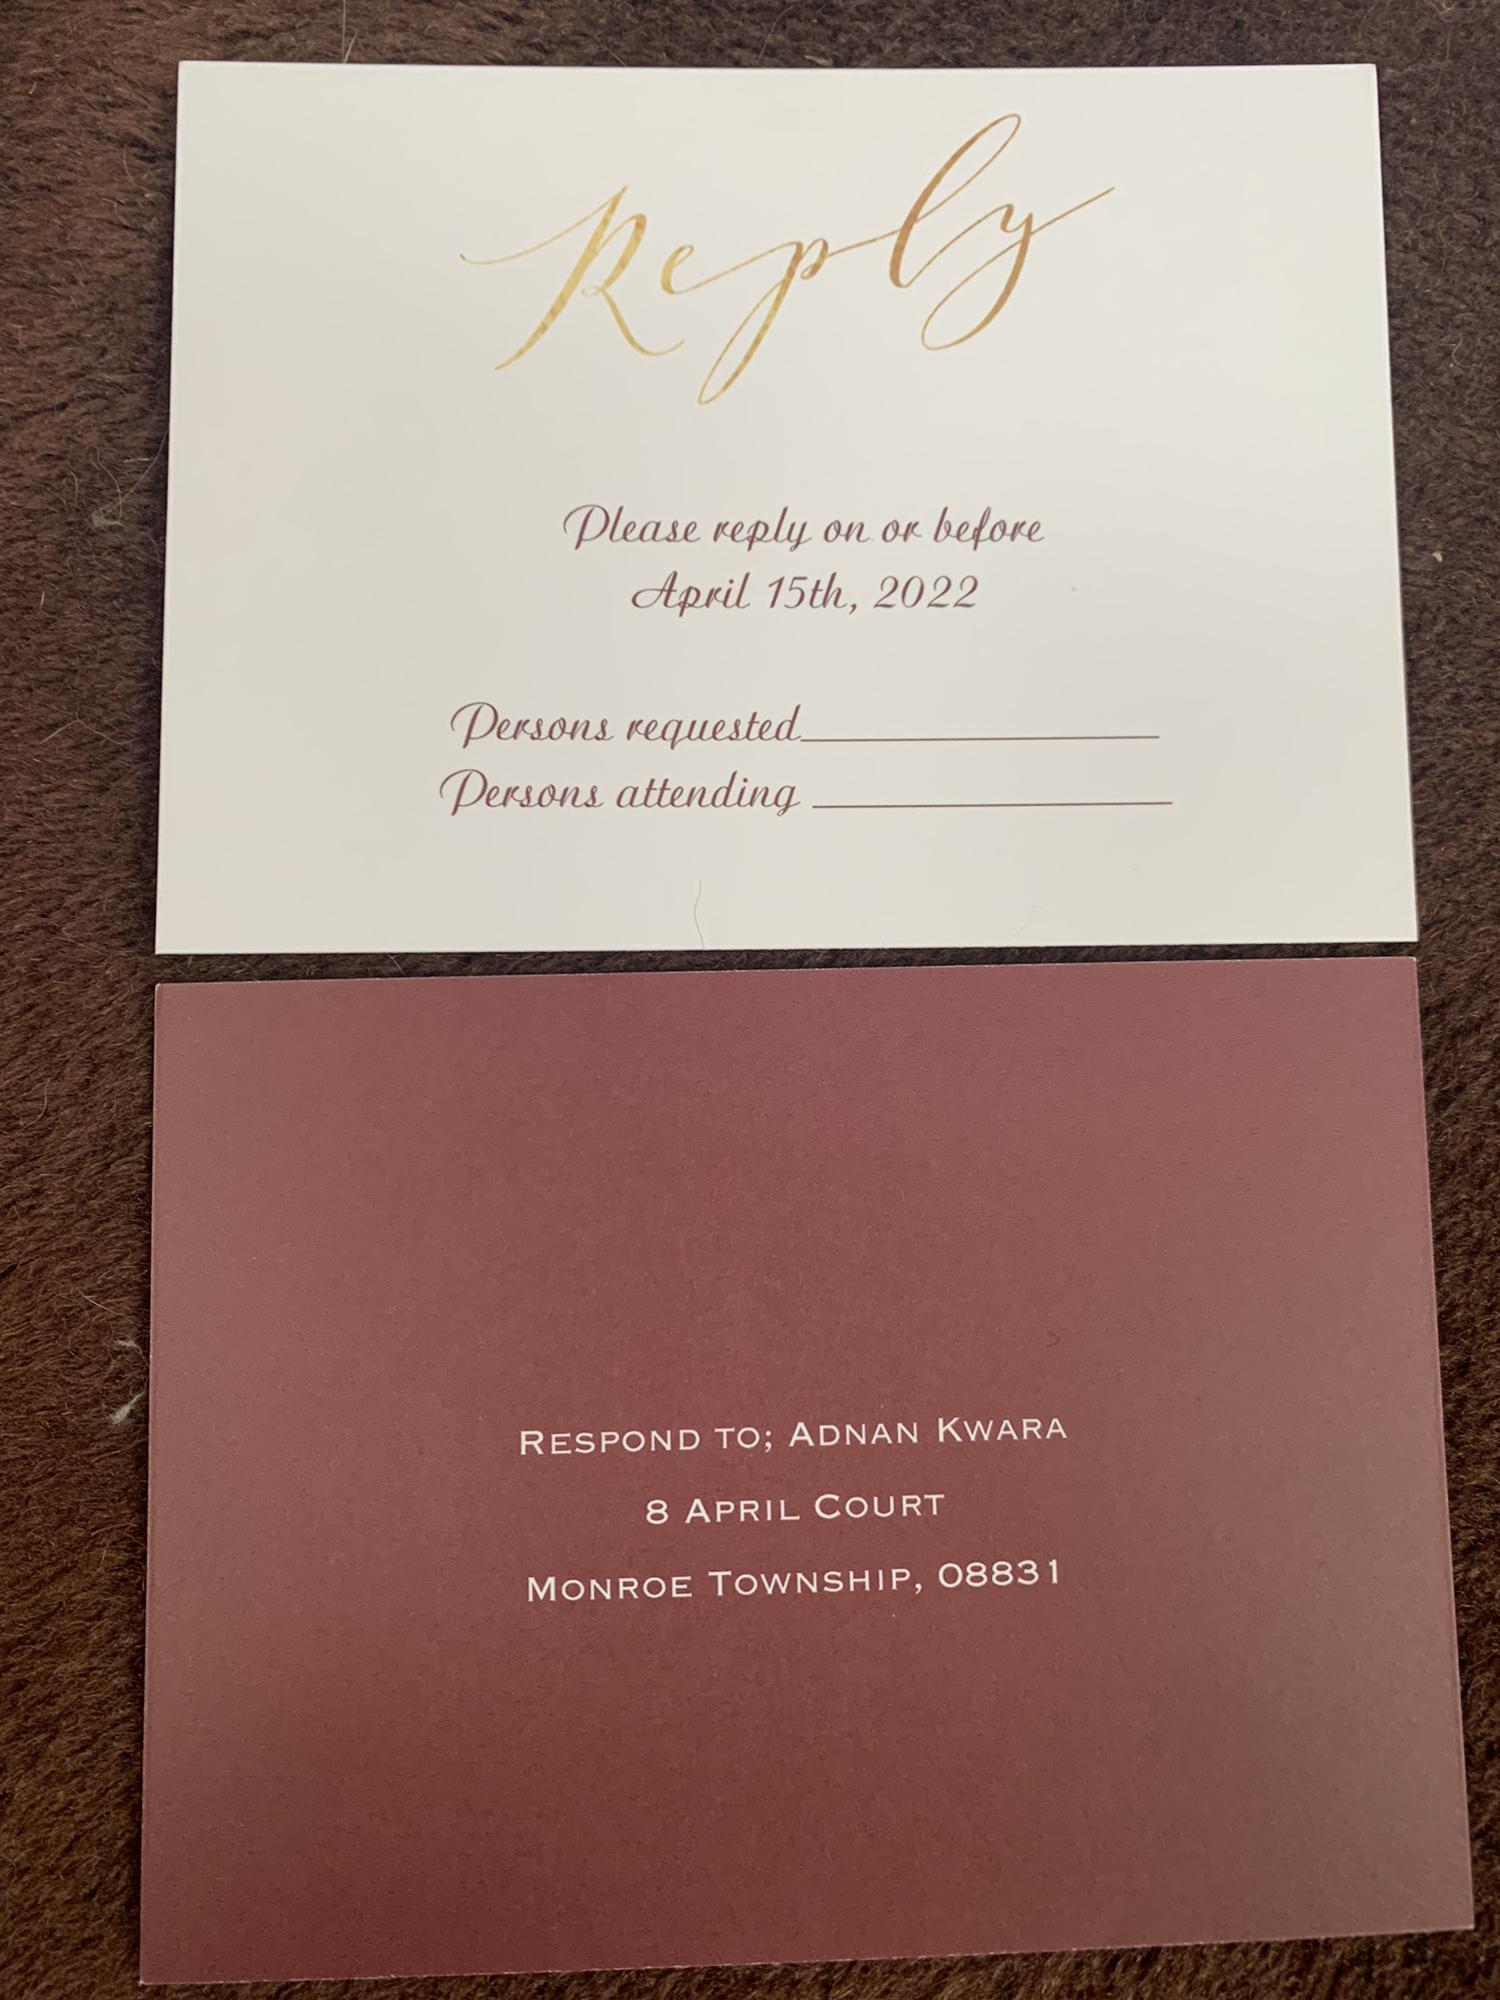 Reply
Please reply on or before
April 15th, 2022
Persons requested
Persons attending
RESPOND TO; ADNAN KWARA
8 APRIL COURT
MONROE TOWNSHIP, 08831